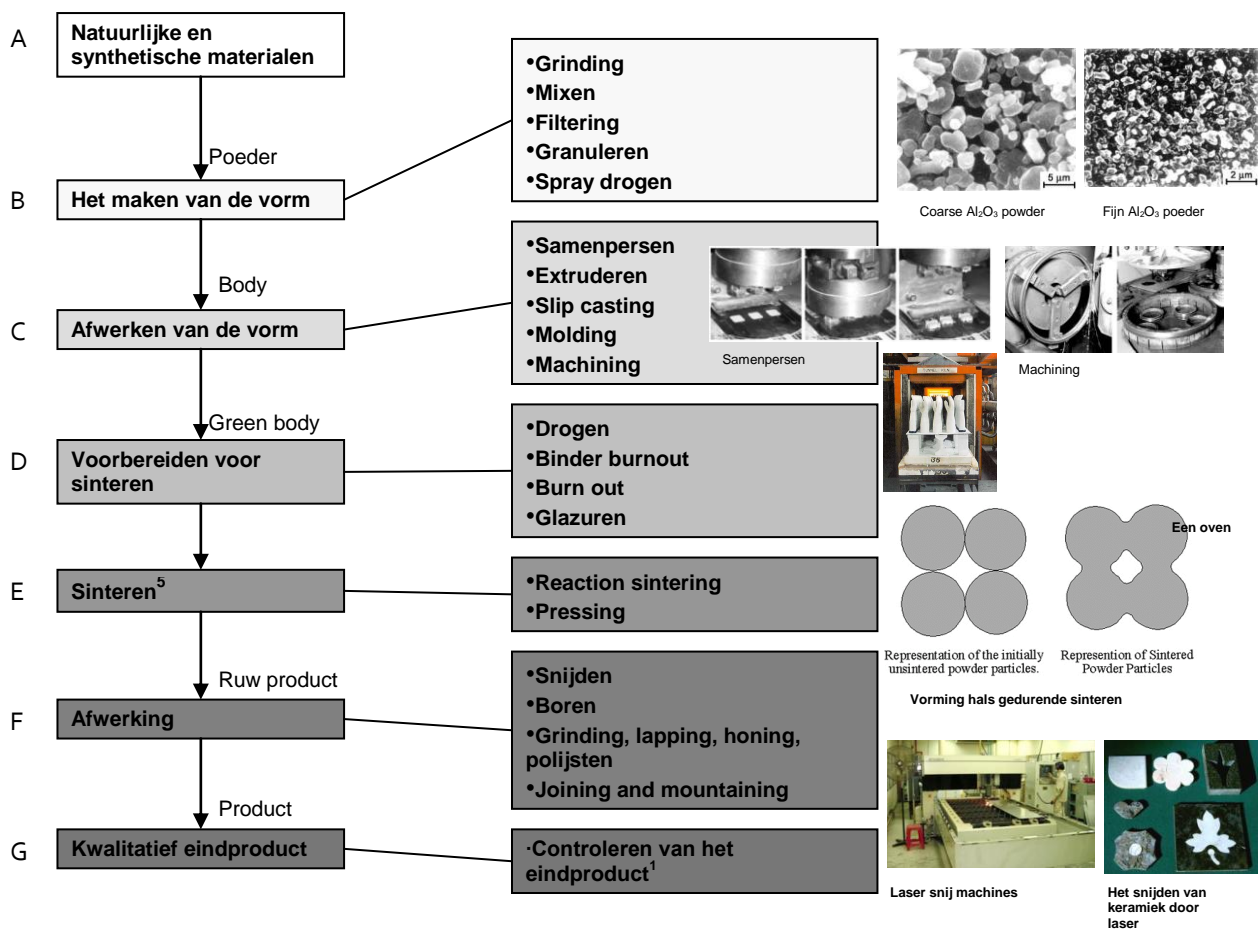 A
Natuurlijke en
synthetische materialen
Poeder
B
Het maken van de vorm
Body
C
Afwerken van de vorm
Green body
D
Voorbereiden voor
sinteren
E
Sinteren5
Ruw product
F
Afwerking
Product
G
Kwalitatief eindproduct
•Grinding
•Mixen
•Filtering
•Granuleren
•Spray drogen
•Samenpersen
•Extruderen
•Slip casting
•Molding
•Machining
•Drogen
•Binder burnout
•Burn out
•Glazuren
•Reaction sintering
•Pressing
•Snijden
•Boren
•Grinding, lapping, honing,
polijsten
•Joining and mountaining
·Controleren van het
eindproduct1
5 µm
2 µm
Coarse Al2O3 powder
Fijn Al2O3 poeder
Samenpersen
Machining
Een oven
Representation of the initially
unsintered powder particles.
Represention of Sintered
Powder Particles
Vorming hals gedurende sinteren
Laser snij machines
Het snijden van
keramiek door
laser